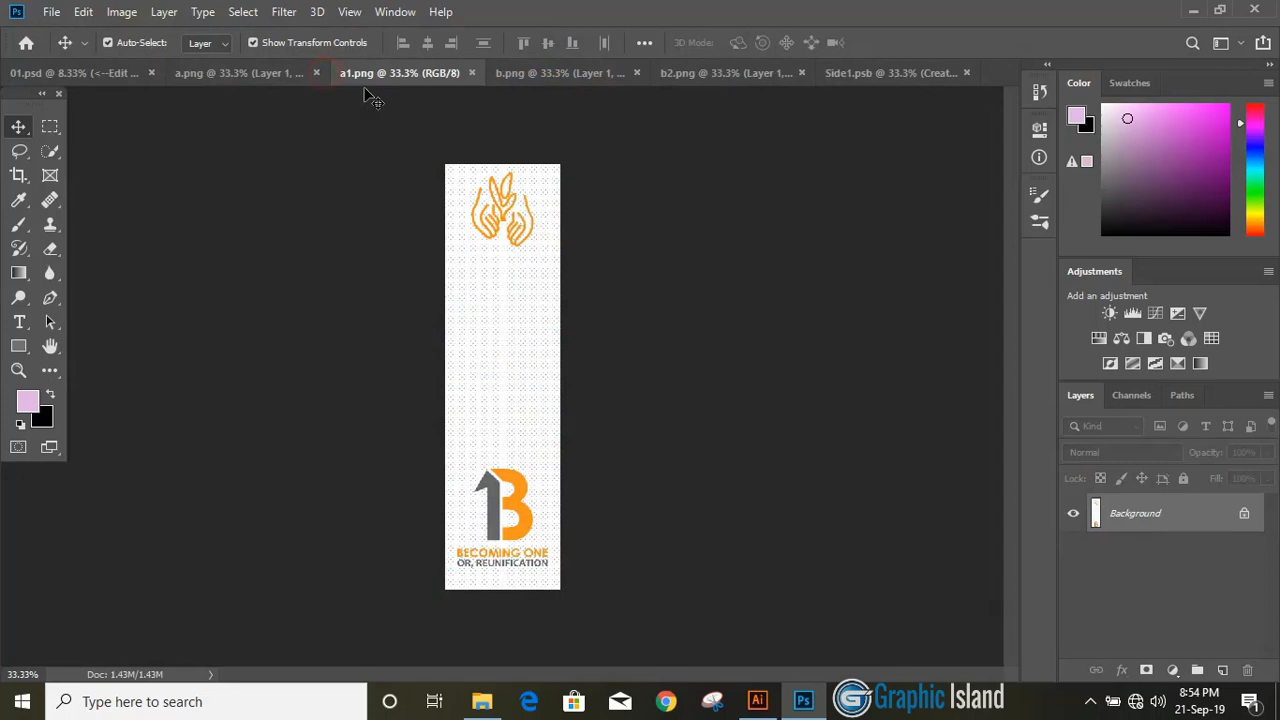 File Edit Image Layer Type Select Filter 3D View Window Help
Auto-Select: Layer Show Transform Controls 3D Mode:
01.psd @ 8.33% (<--Edit ... a.png @ 33.3% (Layer 1, ... a1.png @ 33.3% (RGB/8) b.png @ 33.3% (Layer 1, ... b2.png @ 33.3% (Layer 1,... Side1.psb @ 33.3% (Creat...
Color Swatches
Adjustments
Add an adjustment
Layers Channels Paths
Kind
Normal Opacity: 100%
Lock: Fill: 100%
Background
BECOMING ONE
OR, REUNIFICATION
33.33% Doc: 1.43M/1.43M
Type here to search
Graphic Island
8:54 PM
21-Sep-19